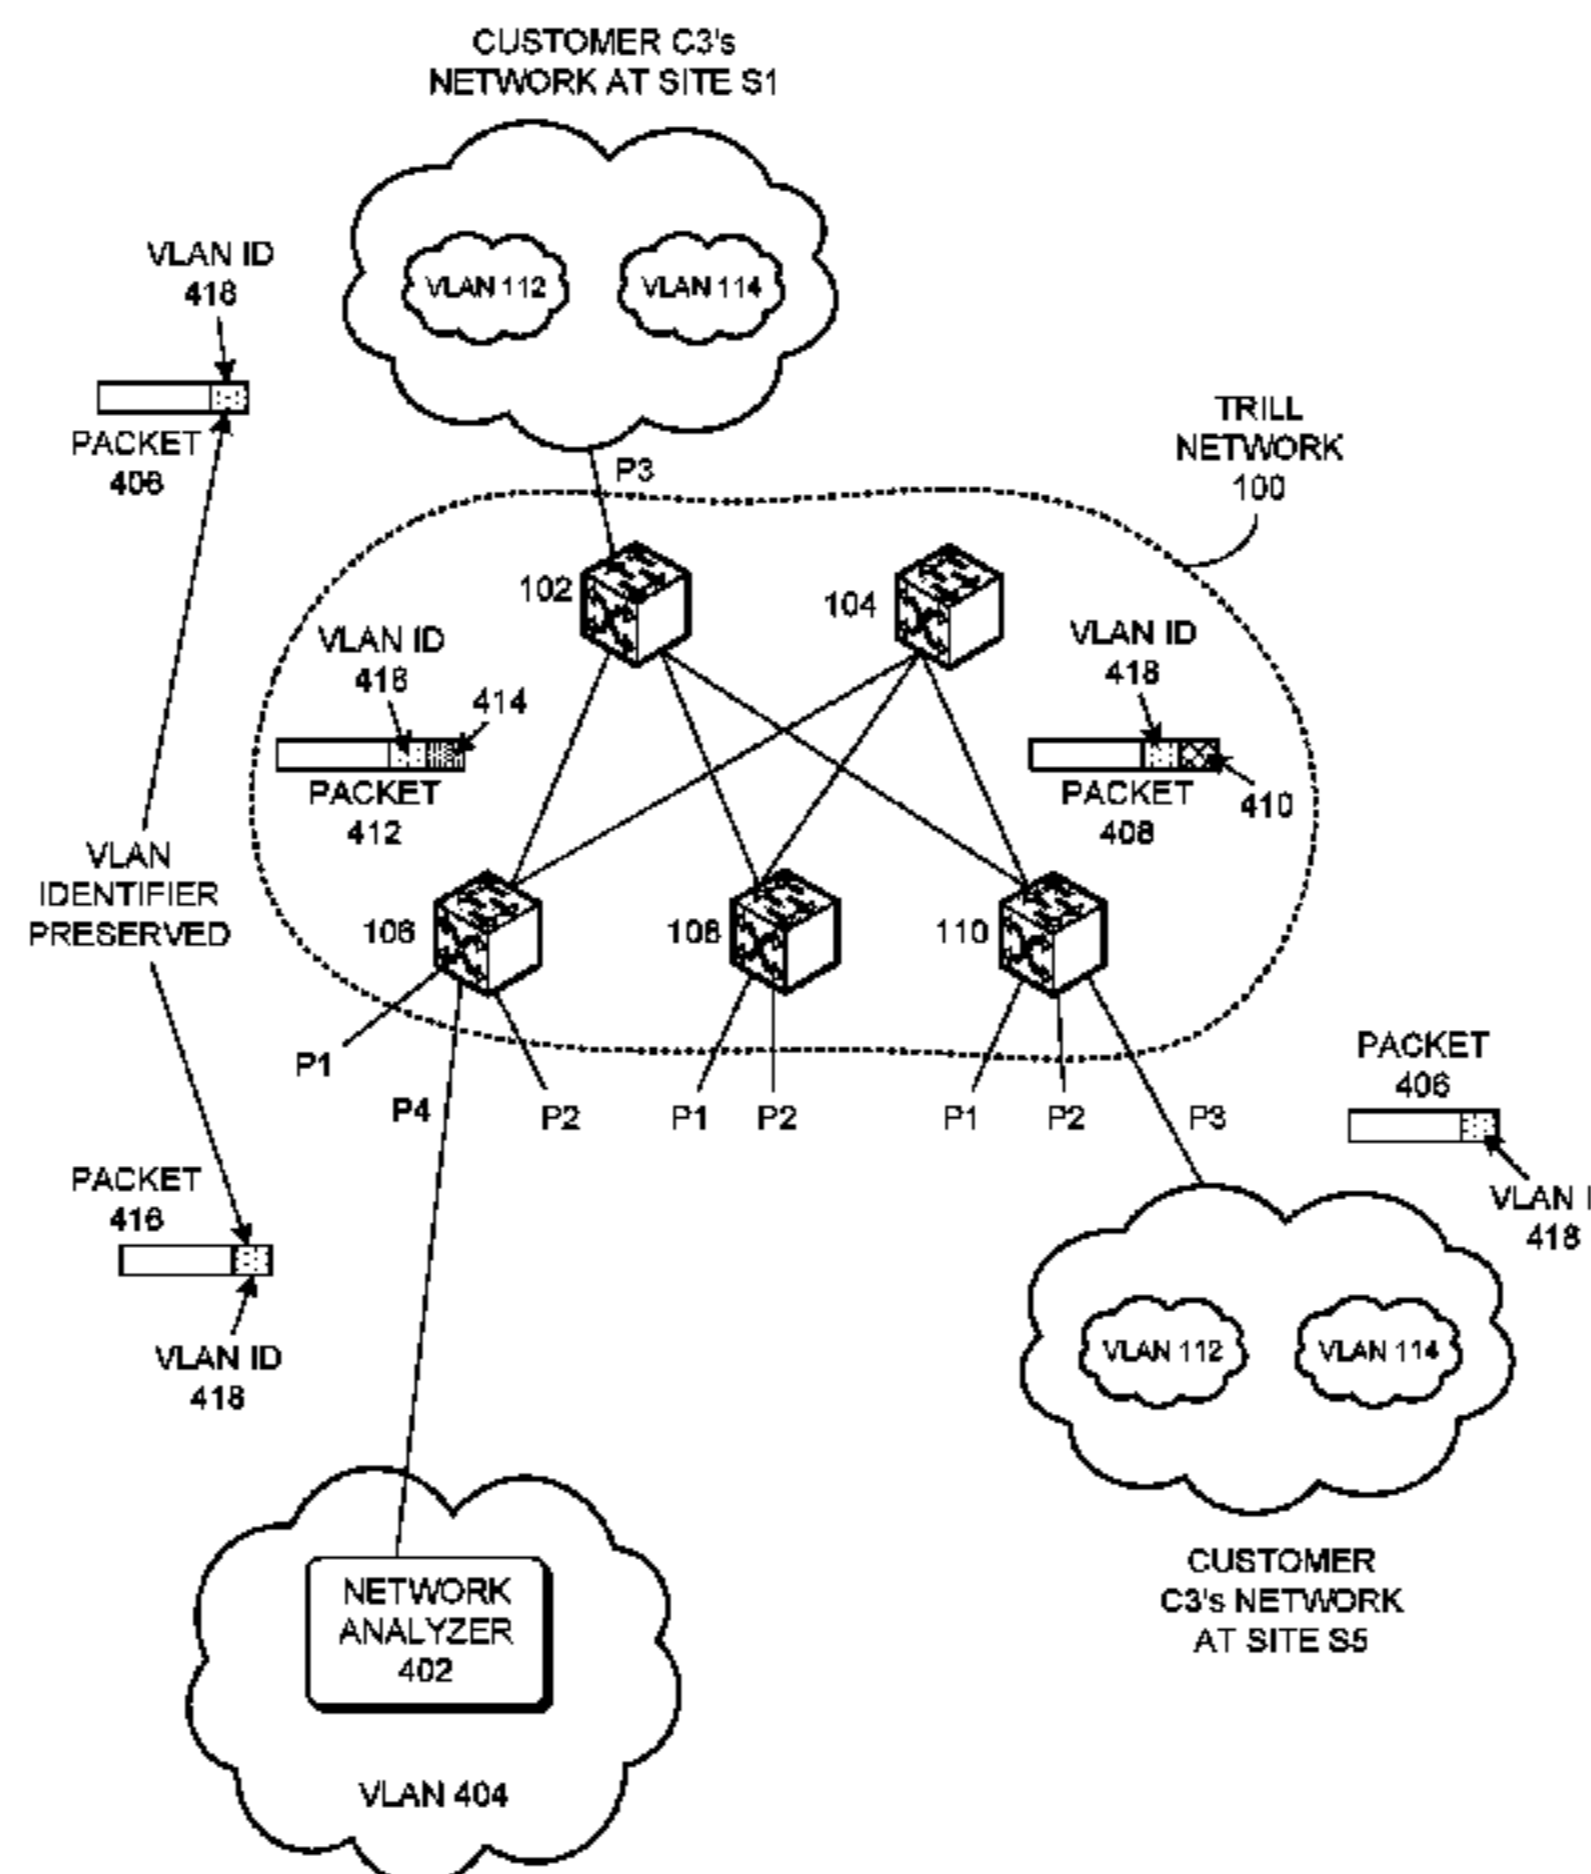 CUSTOMER C3's
NETWORK AT SITE S1
VLAN ID
418
VLAN 112
VLAN 114
PACKET
406
P3
TRILL
NETWORK
100
102
104
VLAN ID
418
414
PACKET
412
VLAN ID
418
PACKET
408
410
VLAN
IDENTIFIER
PRESERVED
106
108
110
P1
P4
P2
P1
P2
P1
P2
P3
PACKET
406
VLAN I
418
PACKET
416
VLAN ID
418
VLAN 112
VLAN 114
NETWORK
ANALYZER
402
VLAN 404
CUSTOMER
C3's NETWORK
AT SITE S5